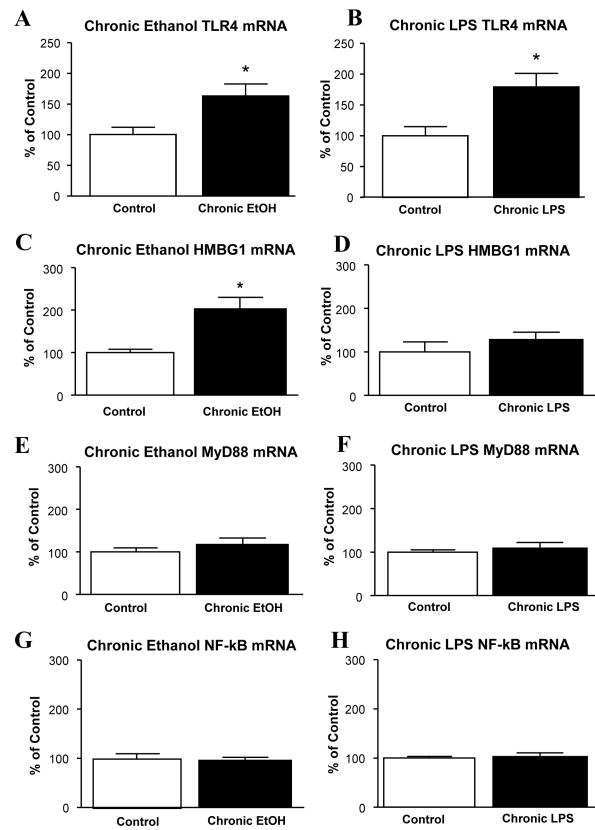 A
Chronic Ethanol TLR4 mRNA
% of Control
250
200
150
100
50
0
*
Control
Chronic EtOH
B
Chronic LPS TLR4 mRNA
% of Control
250
200
150
100
50
0
*
Control
Chronic LPS
C
Chronic Ethanol HMBG1 mRNA
% of Control
300
200
100
0
*
Control
Chronic EtOH
D
Chronic LPS HMBG1 mRNA
% of Control
300
200
100
0
Control
Chronic LPS
E
Chronic Ethanol MyD88 mRNA
% of Control
300
200
100
0
Control
Chronic EtOH
F
Chronic LPS MyD88 mRNA
% of Control
300
200
100
0
Control
Chronic LPS
G
Chronic Ethanol NF-kB mRNA
% of Control
300
200
100
0
Control
Chronic EtOH
H
Chronic LPS NF-kB mRNA
% of Control
300
200
100
0
Control
Chronic LPS